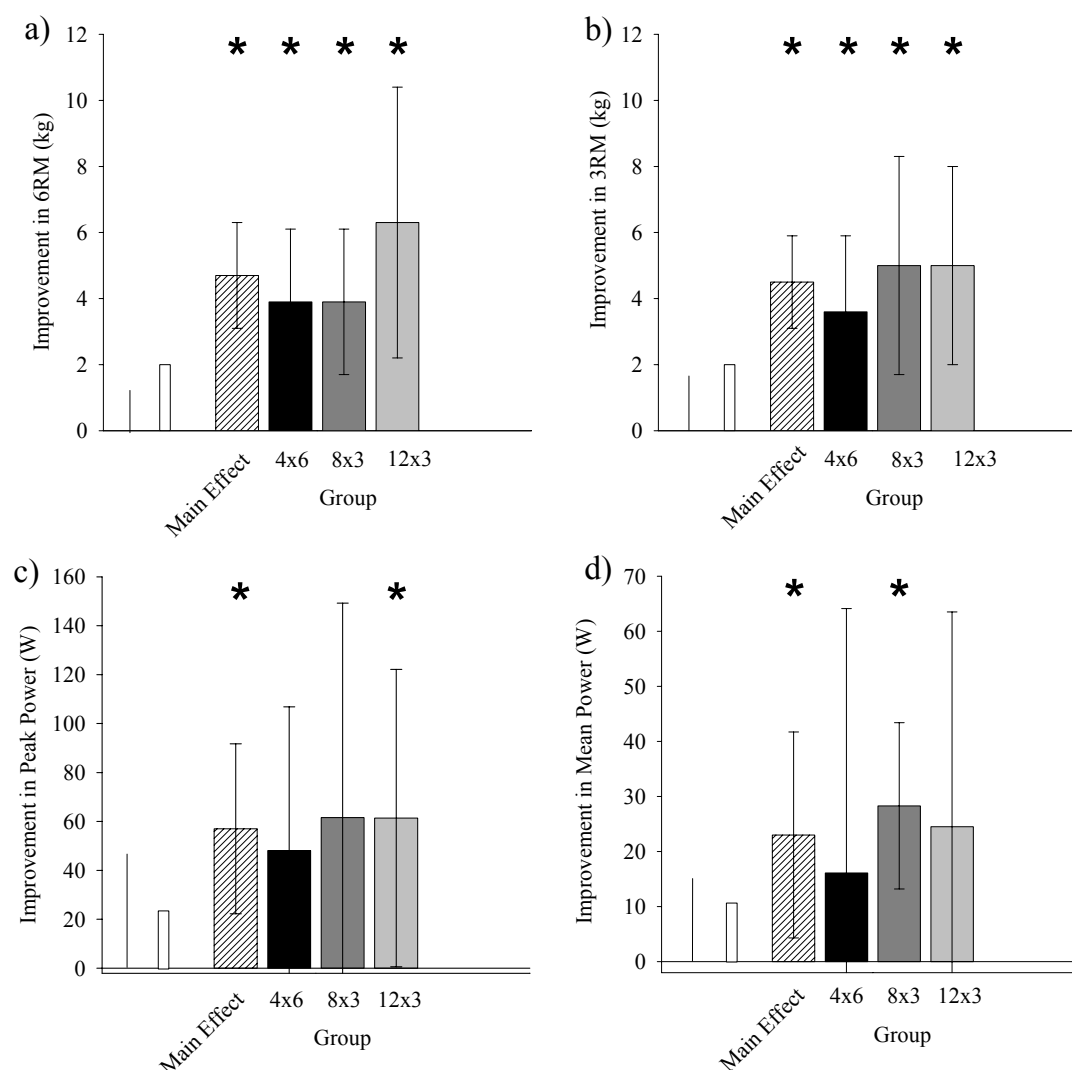 a)
12
10
8
6
4
2
0
Improvement in 6RM (kg)
* * * *
Main Effect
4x6
8x3
12x3
Group
b)
12
10
8
6
4
2
0
Improvement in 3RM (kg)
* * * *
Main Effect
4x6
8x3
12x3
Group
c)
160
140
120
100
80
60
40
20
0
Improvement in Peak Power (W)
* *
Main Effect
4x6
8x3
12x3
Group
d)
70
60
50
40
30
20
10
0
Improvement in Mean Power (W)
* *
Main Effect
4x6
8x3
12x3
Group